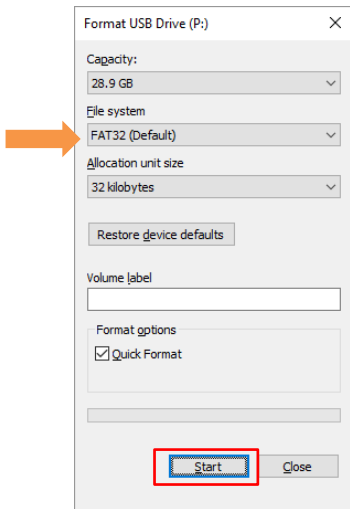 Format USB Drive (P:)
Capacity:
28.9 GB
File system
FAT32 (Default)
Allocation unit size
32 kilobytes
Restore device defaults
Volume label
Format options
Quick Format
Start Close